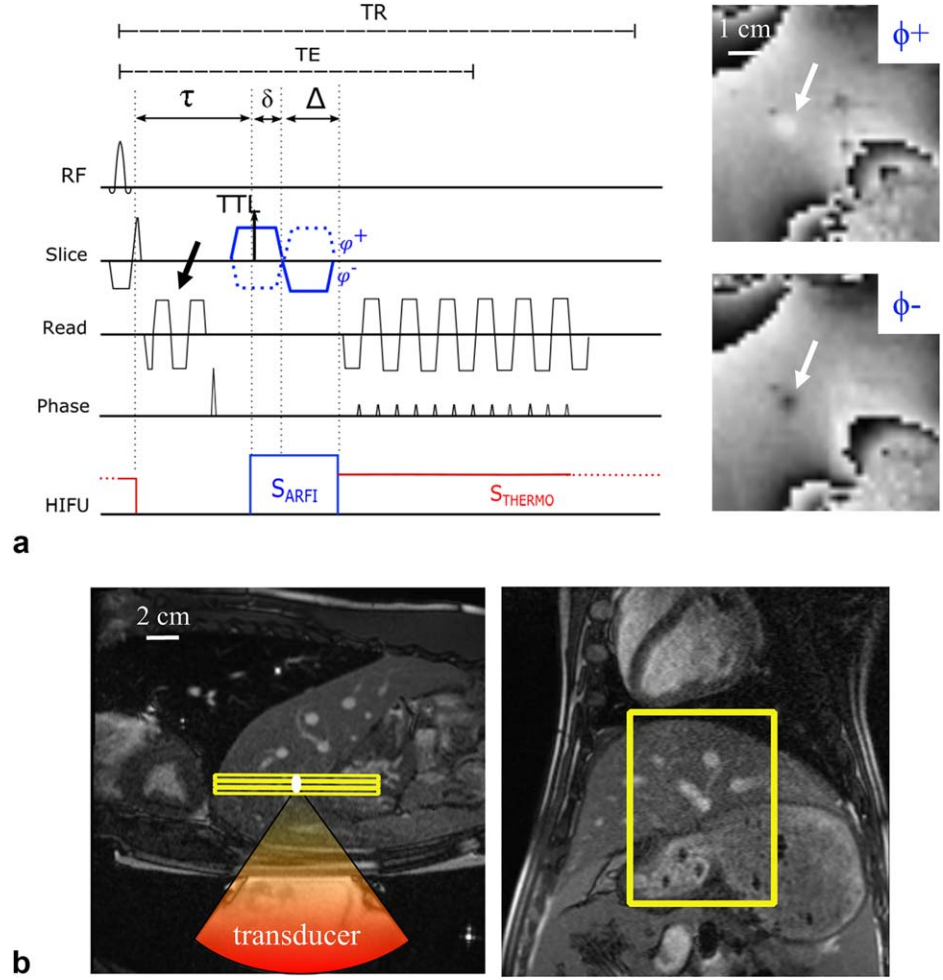 TR
TE
τ δ Δ
RF
TTL
Slice φ+
φ-
Read
Phase
HIFU SARFI STHERMO
1 cm ϕ+
ϕ-
a
2 cm
transducer
b